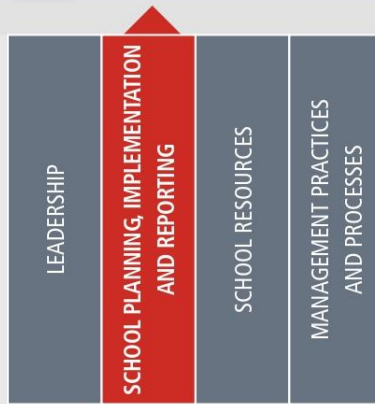 LEADERSHIP
SCHOOL PLANNING, IMPLEMENTATION
AND REPORTING
SCHOOL RESOURCES
MANAGEMENT PRACTICES
AND PROCESSES